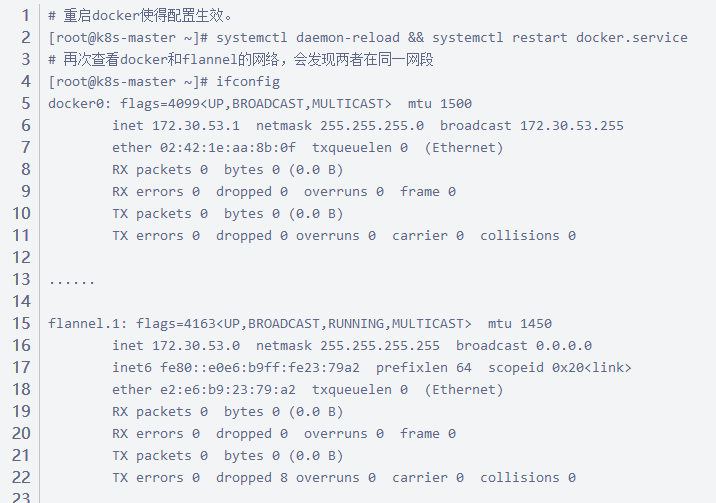 1 # 重启docker使得配置生效。
2 [root@k8s-master ~]# systemctl daemon-reload && systemctl restart docker.service
3 # 再次查看docker和flannel的网络，会发现两者在同一网段
4 [root@k8s-master ~]# ifconfig
5 docker0: flags=4099<UP,BROADCAST,MULTICAST>  mtu 1500
6         inet 172.30.53.1  netmask 255.255.255.0  broadcast 172.30.53.255
7         ether 02:42:1e:aa:8b:0f  txqueuelen 0  (Ethernet)
8         RX packets 0  bytes 0 (0.0 B)
9         RX errors 0  dropped 0  overruns 0  frame 0
10         TX packets 0  bytes 0 (0.0 B)
11         TX errors 0  dropped 0 overruns 0  carrier 0  collisions 0
12
13 ......
14
15 flannel.1: flags=4163<UP,BROADCAST,RUNNING,MULTICAST>  mtu 1450
16         inet 172.30.53.0  netmask 255.255.255.255  broadcast 0.0.0.0
17         inet6 fe80::e0e6:b9ff:fe23:79a2  prefixlen 64  scopeid 0x20<link>
18         ether e2:e6:b9:23:79:a2  txqueuelen 0  (Ethernet)
19         RX packets 0  bytes 0 (0.0 B)
20         RX errors 0  dropped 0  overruns 0  frame 0
21         TX packets 0  bytes 0 (0.0 B)
22         TX errors 0  dropped 8 overruns 0  carrier 0  collisions 0
23